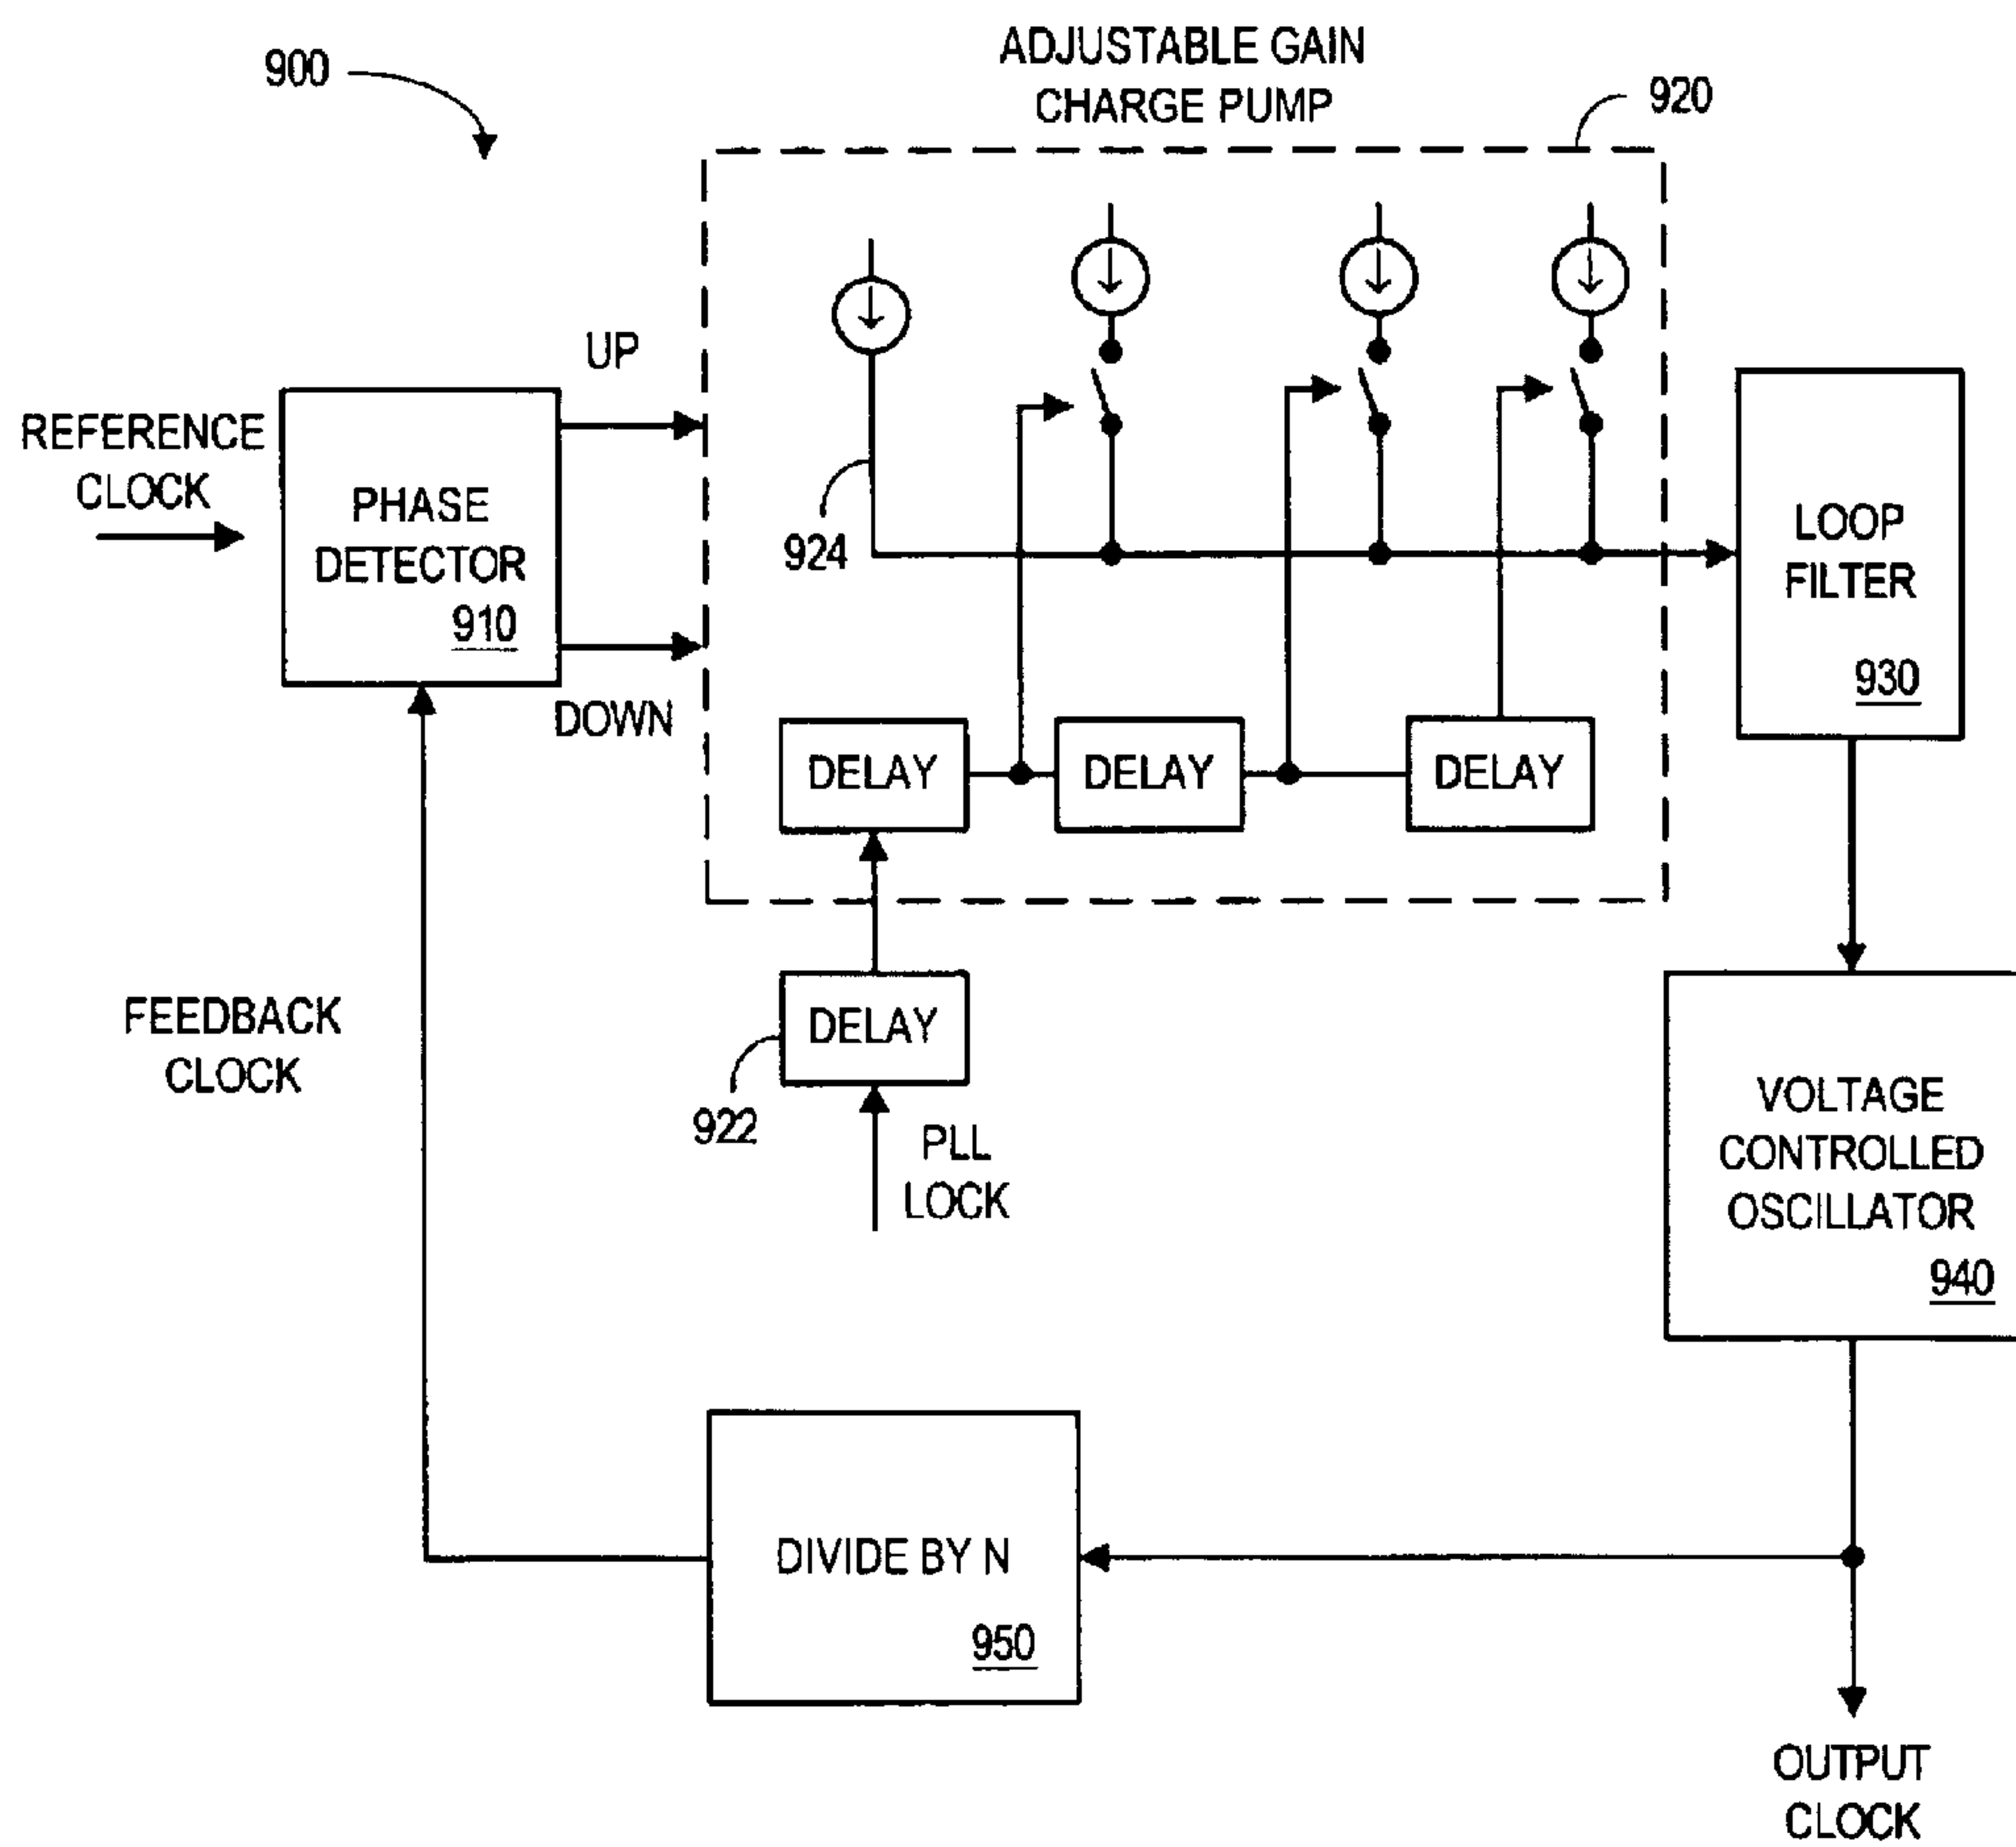 ADJUSTABLE GAIN
CHARGE PUMP
900
920
UP
REFERENCE
CLOCK
PHASE
DETECTOR
910
924
LOOP
FILTER
930
DOWN
DELAY
DELAY
DELAY
FEEDBACK
CLOCK
DELAY
922
PLL
LOCK
VOLTAGE
CONTROLLED
OSCILLATOR
940
DIVIDE BY N
950
OUTPUT
CLOCK